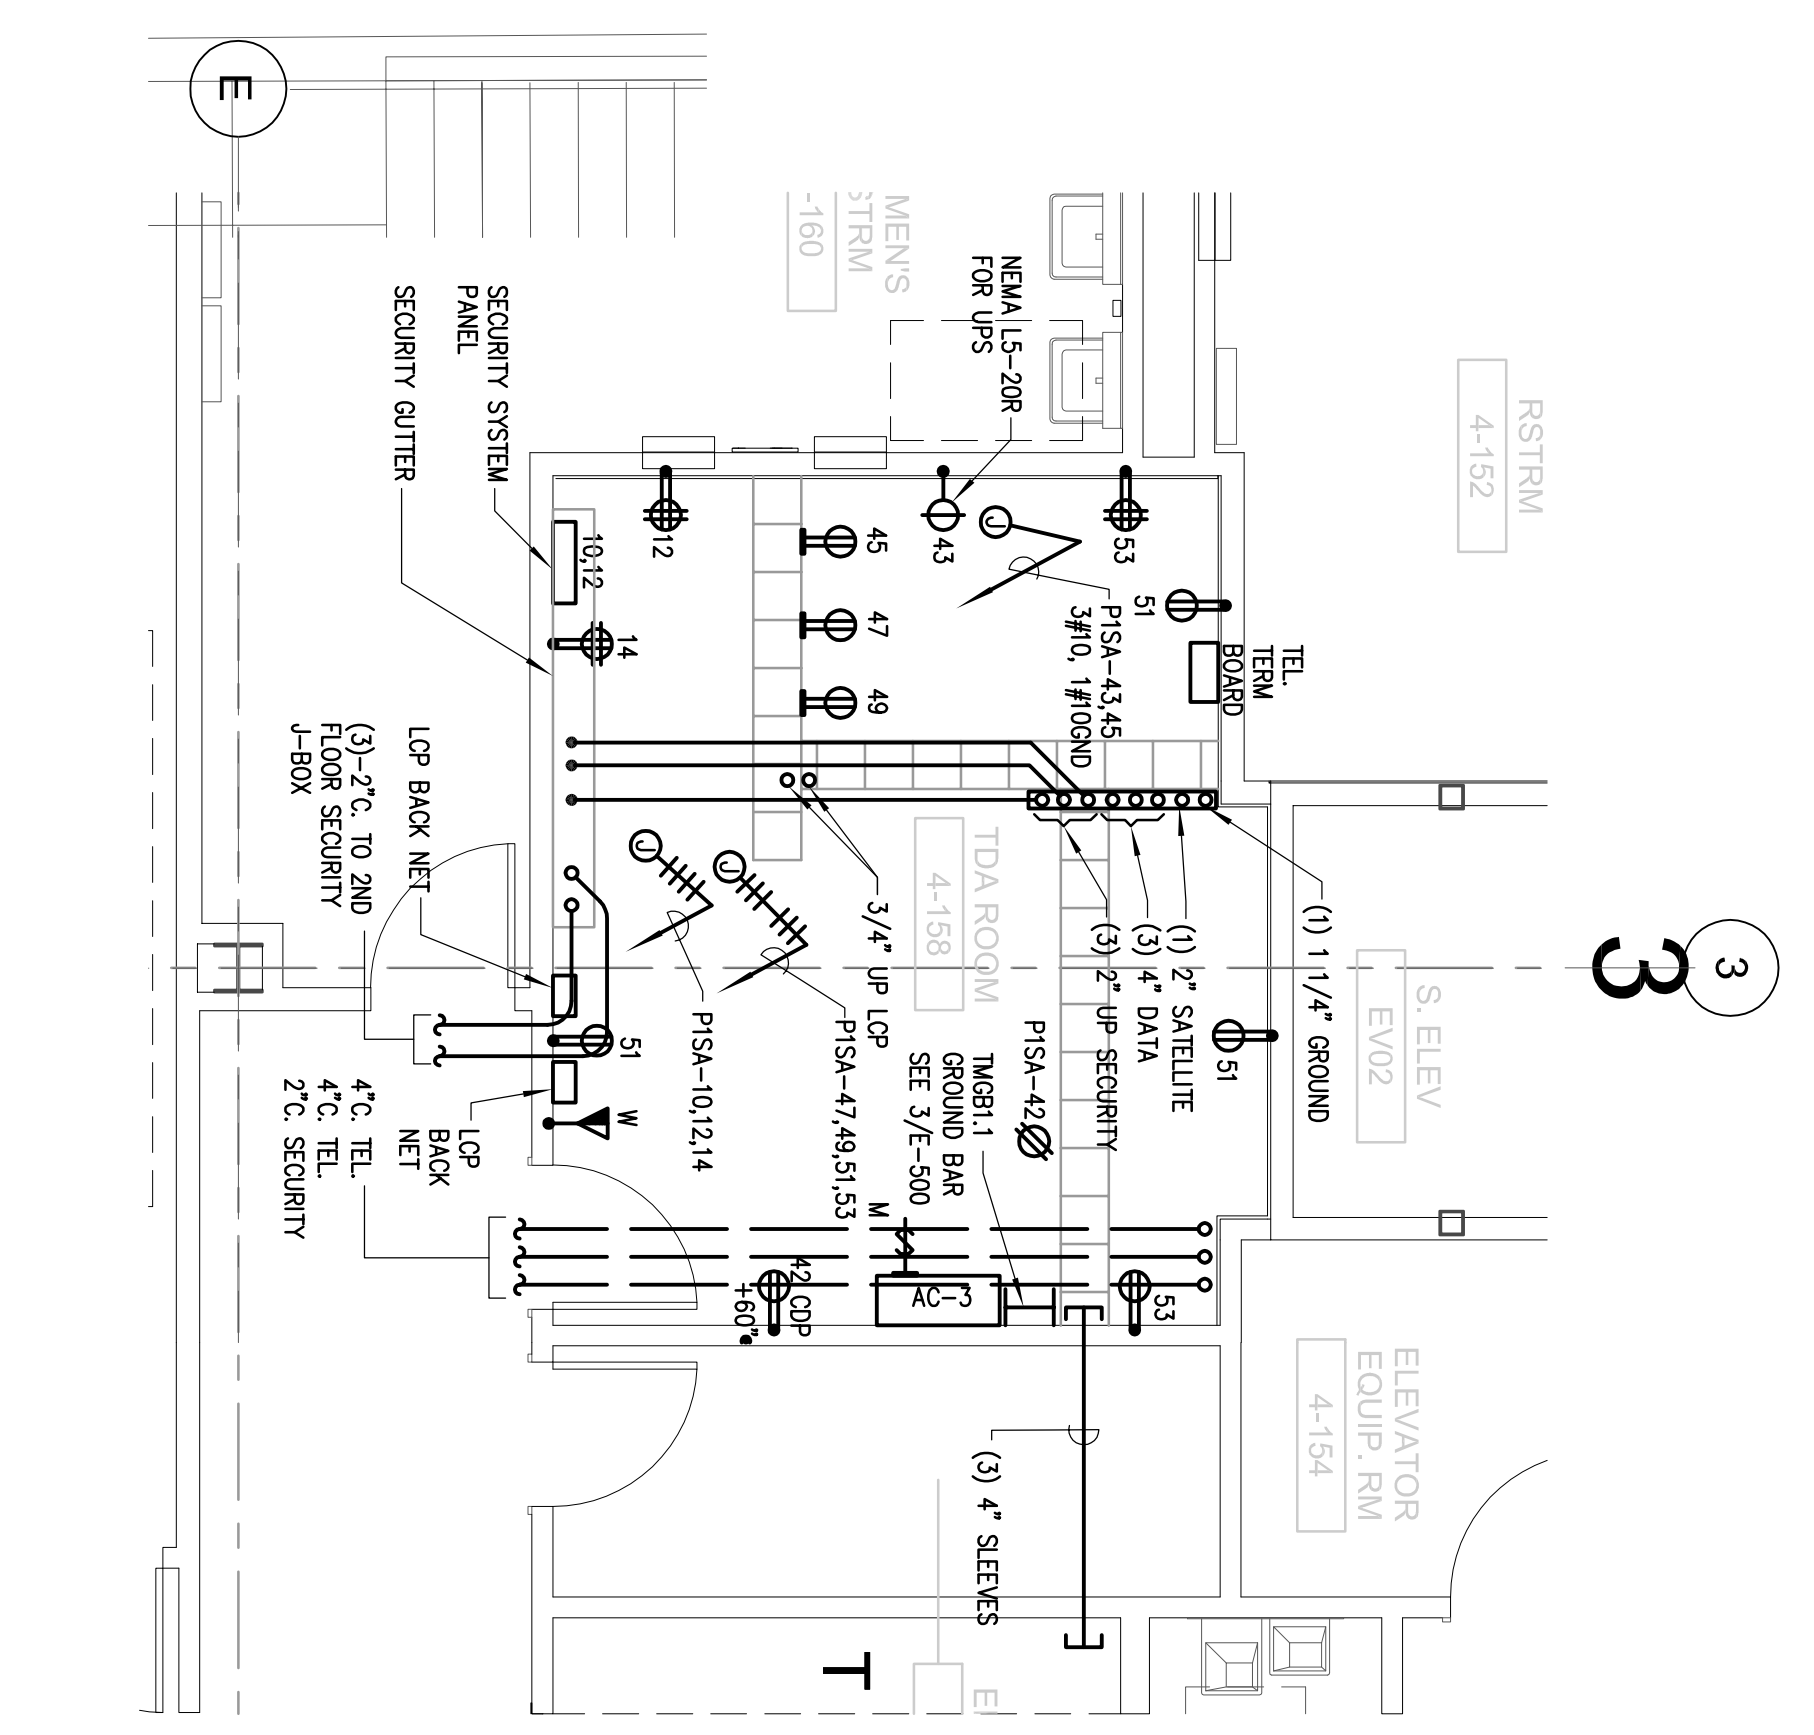 E
RSTRM
4-152
MEN'S
STRM
-160
NEMA L5-20R
FOR UPS
SECURITY SYSTEM
PANEL
SECURITY GUTTER
10,12
12
14
45
47
49
43
53
51
J
P1SA-43,45
3#10, 1#10GND
TEL.
TERM
BOARD
LCP BACK NET
(3)-2"C. TO 2ND
FLOOR SECURITY
J-BOX
J
J
TDA ROOM
4-158
3/4" UP LCP
(1) 1 1/4" GROUND
(1) 2" SATELLITE
(3) 4" DATA
(3) 2" UP SECURITY
3
3
S. ELEV
EV02
51
51
P1SA-42
TMGB1.1
GROUND BAR
SEE 3/E-500
P1SA-47,49,51,53
P1SA-10,12,14
W
LCP
BACK
NET
4"C. TEL.
4"C. TEL.
2"C. SECURITY
M
42 CDP
+60"
AC-3
53
ELEVATOR
EQUIP. RM
4-154
(3) 4" SLEEVES
T